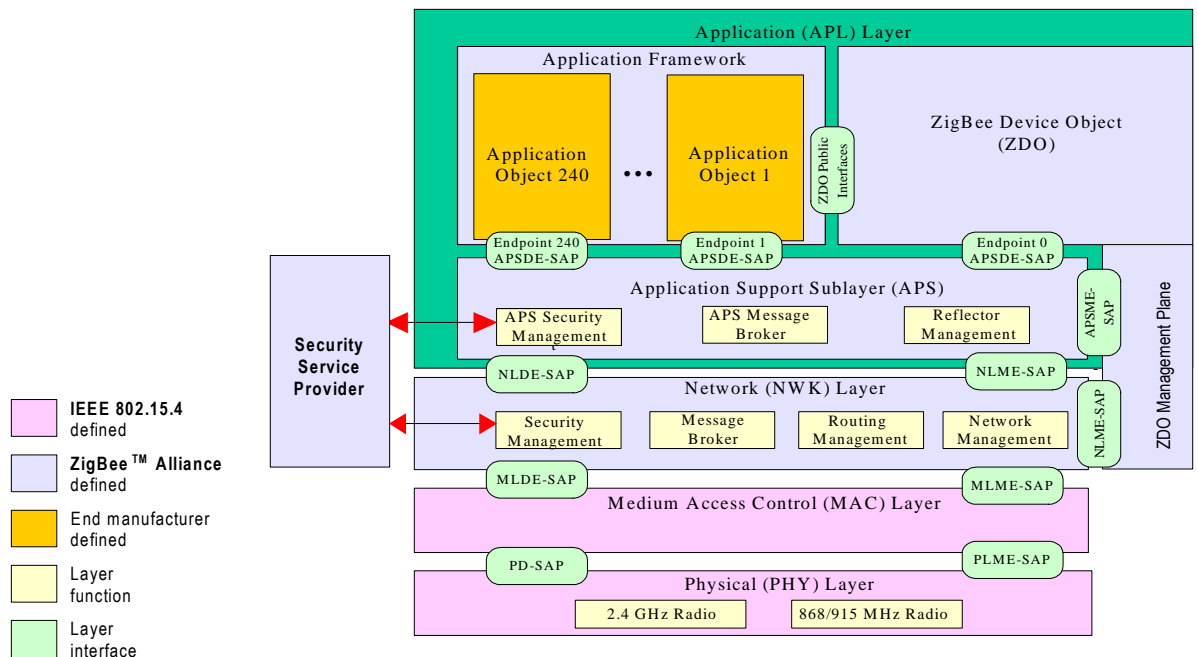 Application (APL) Layer
Application Framework
Application
Object 240
...
Application
Object 1
ZDO Public
Interfaces
ZigBee Device Object
(ZDO)
Endpoint 240
APSDE-SAP
Endpoint 1
APSDE-SAP
Endpoint 0
APSDE-SAP
Application Support Sublayer (APS)
APS Security
Management
APS Message
Broker
Reflector
Management
APSME-
SAP
Security
Service
Provider
NLDE-SAP
NLME-SAP
Network (NWK) Layer
Security
Management
Message
Broker
Routing
Management
Network
Management
NLME-SAP
ZDO Management Plane
MLDE-SAP
MLME-SAP
Medium Access Control (MAC) Layer
PD-SAP
PLME-SAP
Physical (PHY) Layer
2.4 GHz Radio
868/915 MHz Radio
IEEE 802.15.4
defined
ZigBee™ Alliance
defined
End manufacturer
defined
Layer
function
Layer
interface